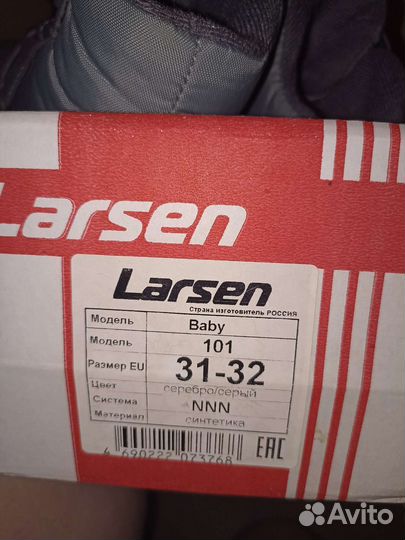 Larsen
Larsen
Страна изготовитель РОССИЯ
Модель Baby
Модель 101
Размер EU 31-32
Цвет серебро/серый
Система NNN
Материал синтетика
4 690222 073768
EAC
Avito